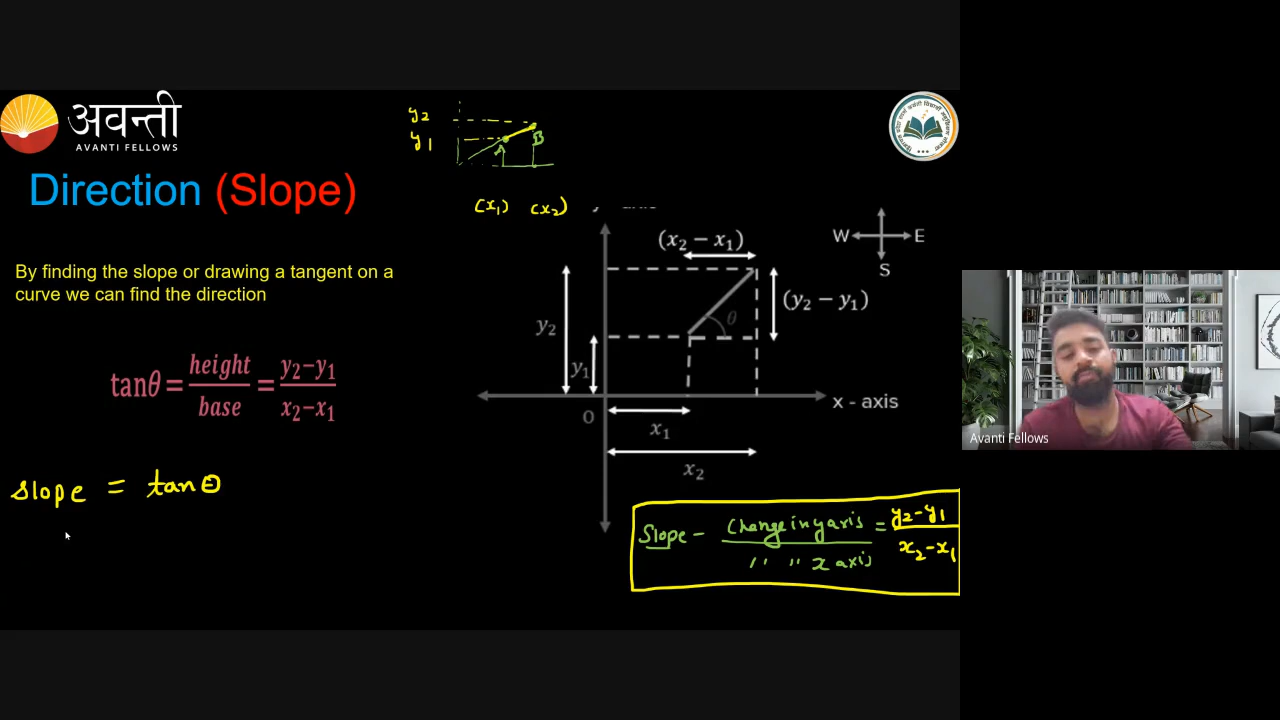 अवन्ती
AVANTI FELLOWS
y2
y1
A
B
(x1) (x2)
Direction (Slope)
By finding the slope or drawing a tangent on a
curve we can find the direction
tanθ = height/base = y₂−y₁/x₂−x₁
slope = tanθ
(x₂ − x₁)
W E
S
(y₂ − y₁)
θ
y₂
y₁
O
x - axis
x₁
x₂
Slope - Change in y axis / " " x axis = y2-y1 / x2-x1
Avanti Fellows